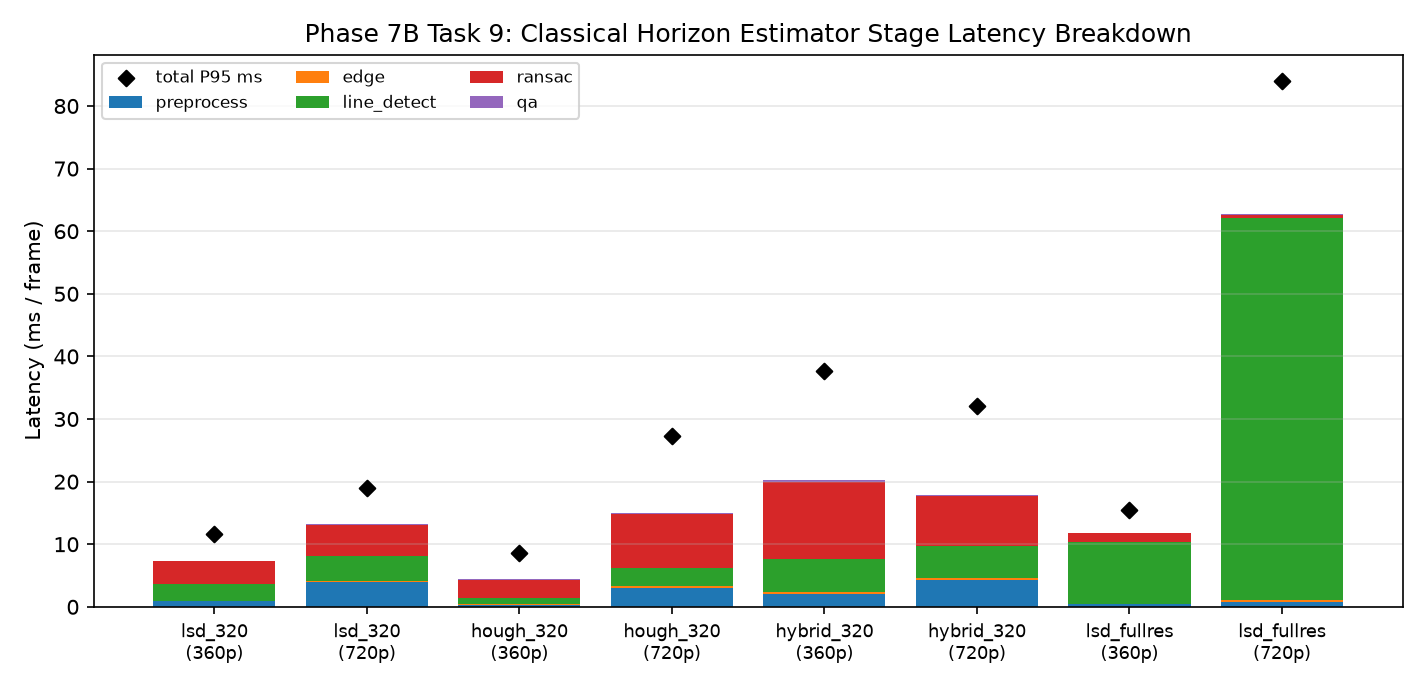 Phase 7B Task 9: Classical Horizon Estimator Stage Latency Breakdown
total P95 ms
preprocess
edge
line_detect
ransac
qa
Latency (ms / frame)
80
70
60
50
40
30
20
10
0
lsd_320
(360p)
lsd_320
(720p)
hough_320
(360p)
hough_320
(720p)
hybrid_320
(360p)
hybrid_320
(720p)
lsd_fullres
(360p)
lsd_fullres
(720p)